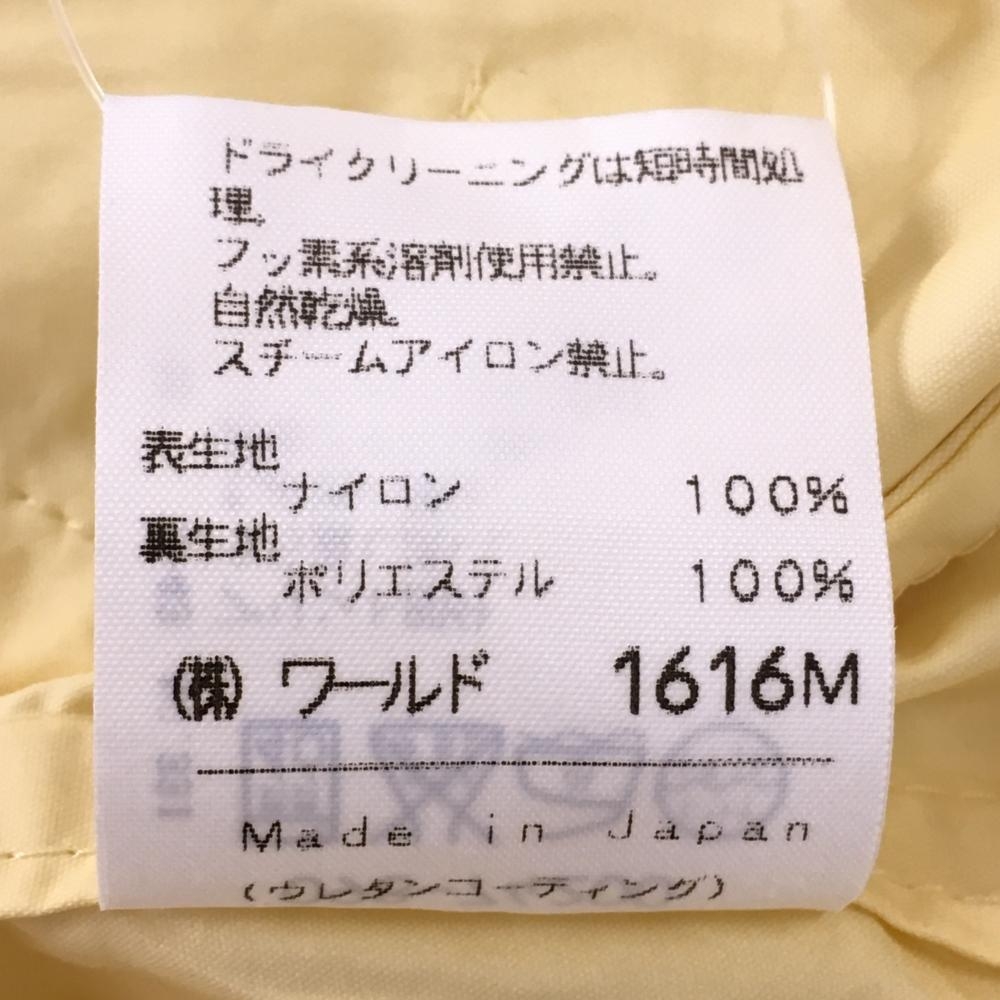 ドライクリーニングは短時間処
理。
フッ素系溶剤使用禁止。
自然乾燥。
スチームアイロン禁止。
表生地
ナイロン 100%
裏生地
ポリエステル 100%
(株) ワールド 1616M
Made in Japan
(ウレタンコーティング)